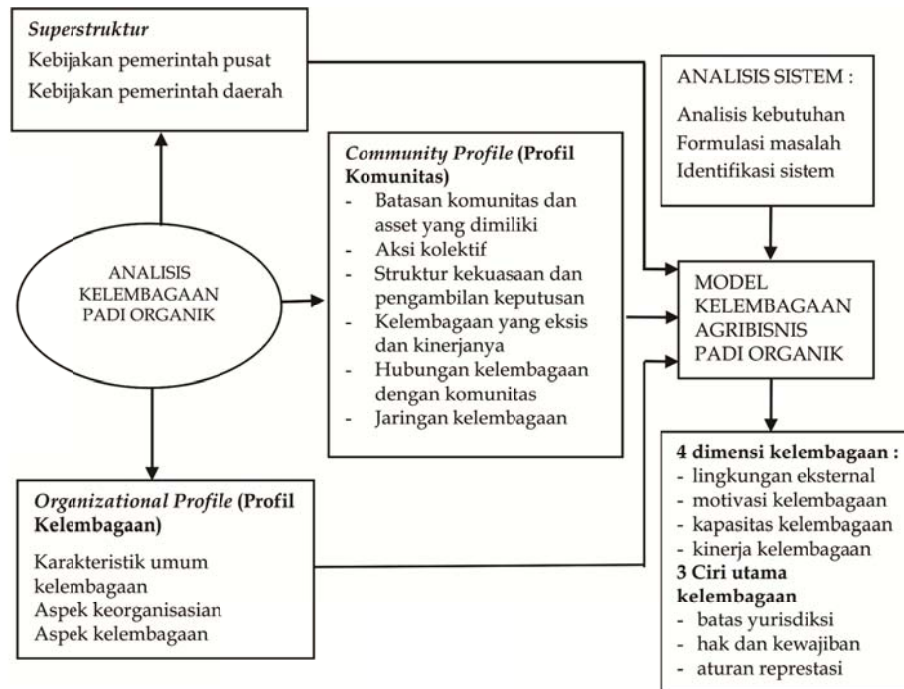 Superstruktur
Kebijakan pemerintah pusat
Kebijakan pemerintah daerah
ANALISIS
KELEMBAGAAN
PADI ORGANIK
Organizational Profile (Profil
Kelembagaan)
Karakteristik umum
kelembagaan
Aspek keorganisasian
Aspek kelembagaan
Community Profile (Profil
Komunitas)
- Batasan komunitas dan
asset yang dimiliki
- Aksi kolektif
- Struktur kekuasaan dan
pengambilan keputusan
- Kelembagaan yang eksis
dan kinerjanya
- Hubungan kelembagaan
dengan komunitas
- Jaringan kelembagaan
ANALISIS SISTEM :
Analisis kebutuhan
Formulasi masalah
Identifikasi sistem
MODEL
KELEMBAGAAN
AGRIBISNIS
PADI ORGANIK
4 dimensi kelembagaan :
- lingkungan eksternal
- motivasi kelembagaan
- kapasitas kelembagaan
- kinerja kelembagaan
3 Ciri utama
kelembagaan
- batas yurisdiksi
- hak dan kewajiban
- aturan represtasi